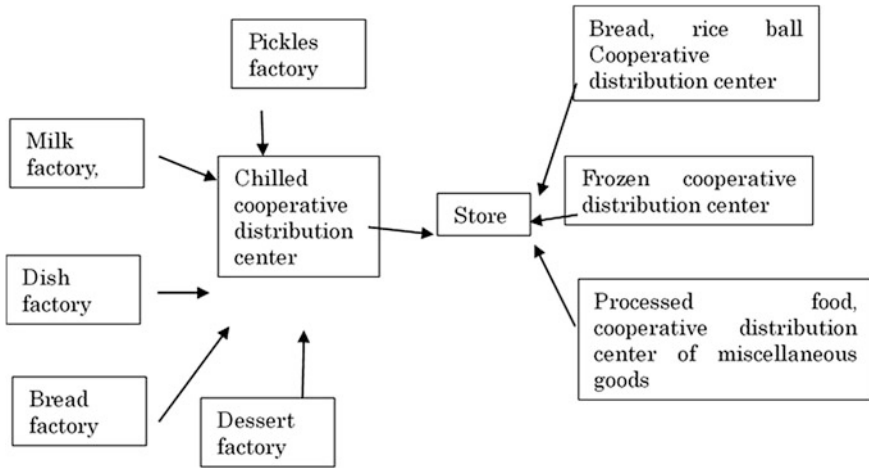 Pickles
factory
Bread, rice ball
Cooperative
distribution center
Milk
factory,
Chilled
cooperative
distribution
center
Store
Frozen cooperative
distribution center
Dish
factory
Processed food,
cooperative distribution
center of miscellaneous
goods
Bread
factory
Dessert
factory